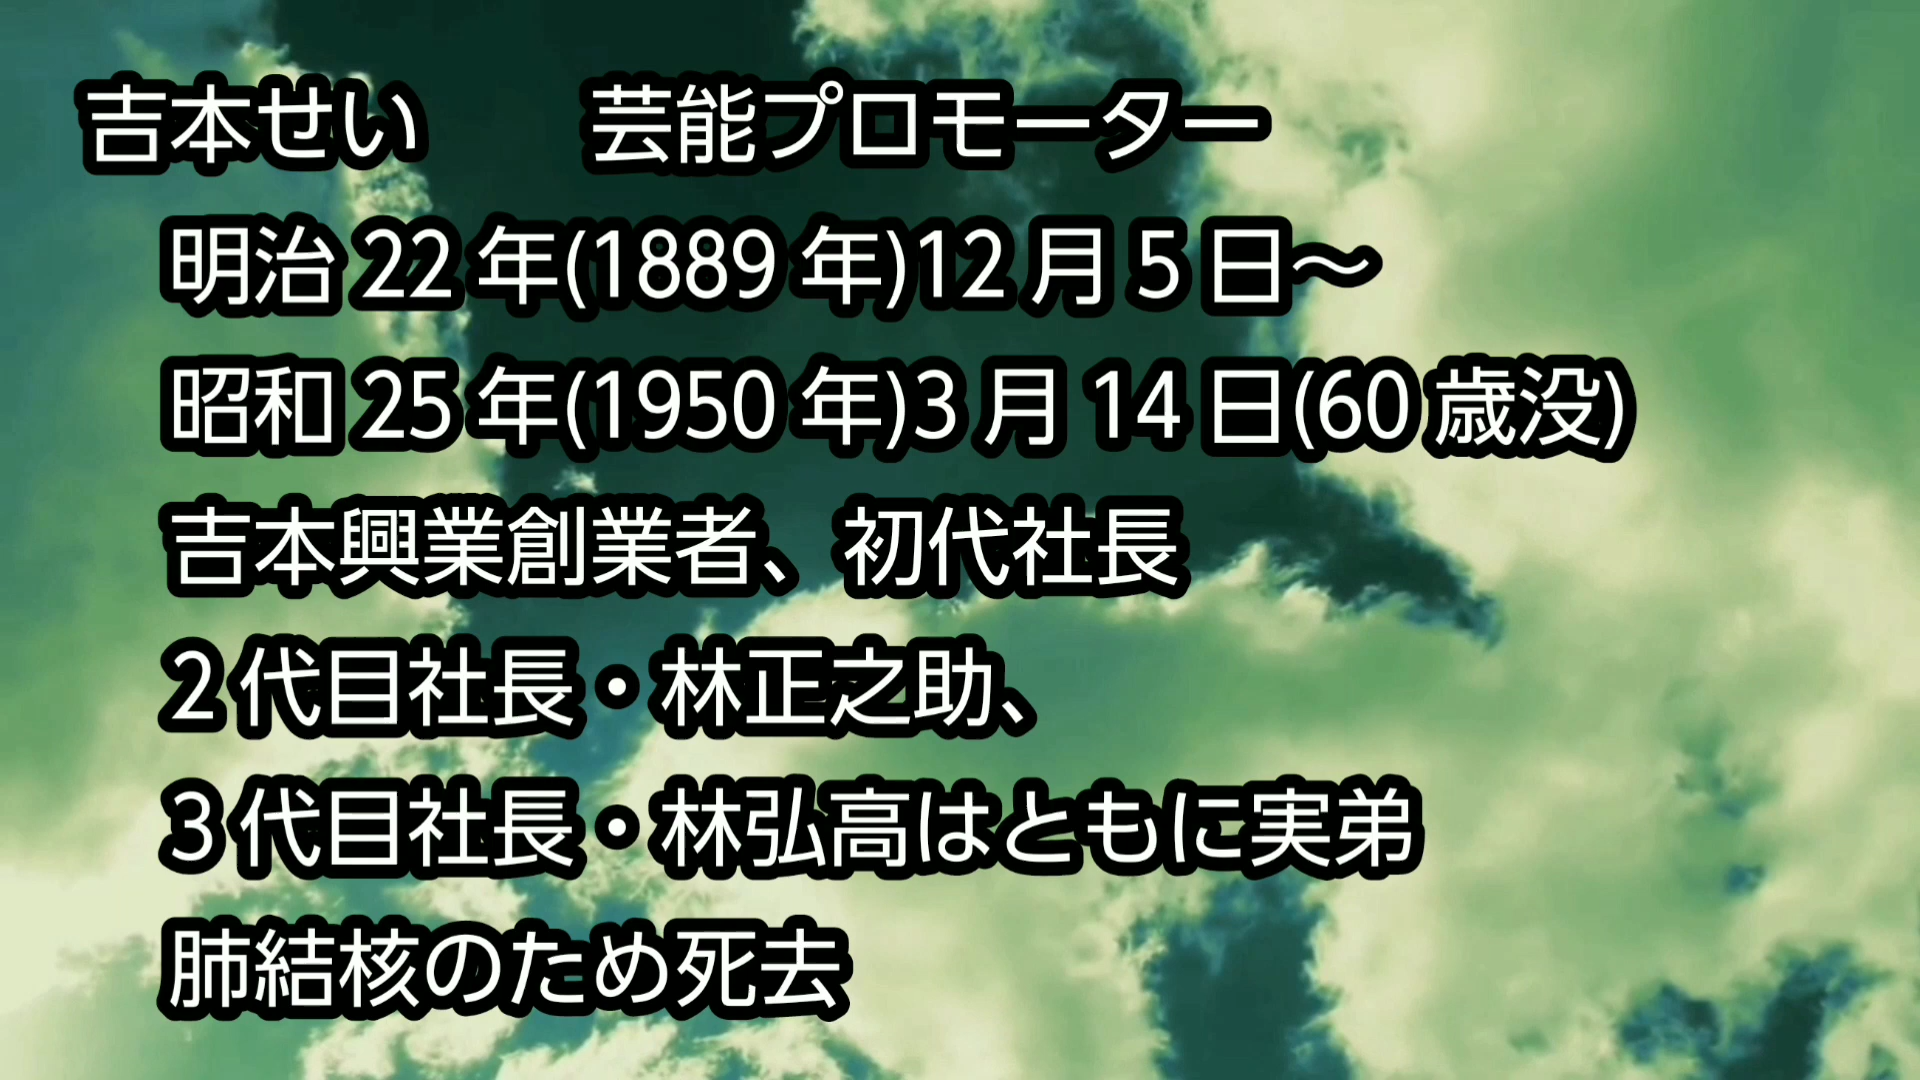 吉本せい　　芸能プロモーター
明治22年(1889年)12月5日～
昭和25年(1950年)3月14日(60歳没)
吉本興業創業者、初代社長
2代目社長・林正之助、
3代目社長・林弘高はともに実弟
肺結核のため死去